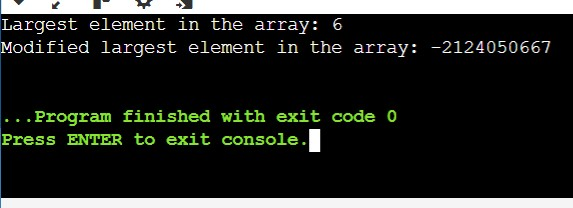 Largest element in the array: 6
Modified largest element in the array: -2124050667
...Program finished with exit code 0
Press ENTER to exit console.